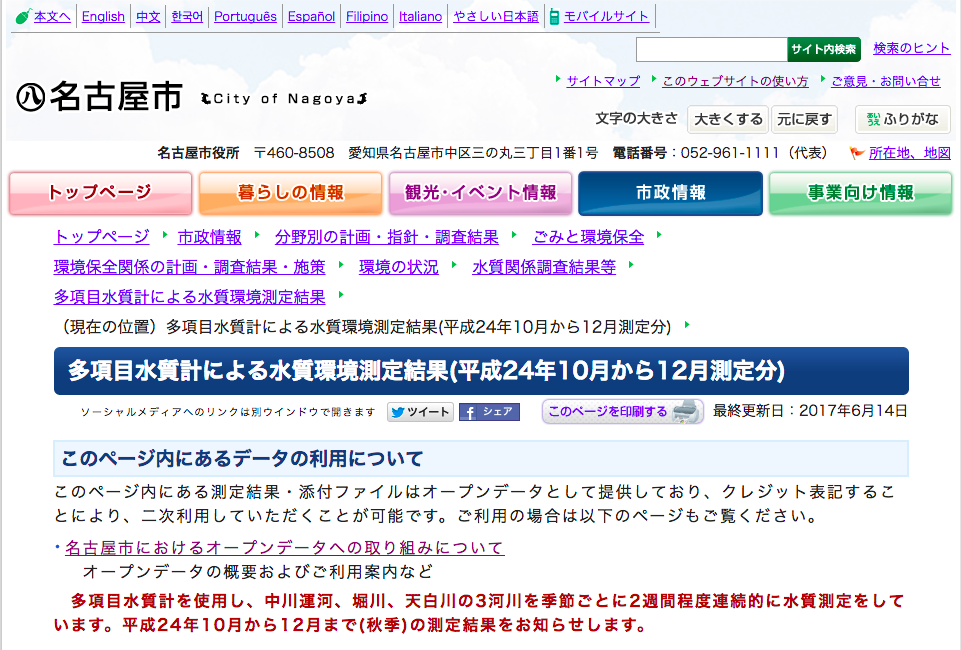 本文へ English 中文 한국어 Português Español Filipino Italiano やさしい日本語 モバイルサイト
サイト内検索 検索のヒント
サイトマップ このウェブサイトの使い方 ご意見・お問い合せ
名古屋市 City of Nagoya
文字の大きさ 大きくする 元に戻す ふりがな
名古屋市役所 〒460-8508 愛知県名古屋市中区三の丸三丁目1番1号 電話番号：052-961-1111（代表） 所在地、地図
トップページ 暮らしの情報 観光・イベント情報 市政情報 事業向け情報
トップページ 市政情報 分野別の計画・指針・調査結果 ごみと環境保全
環境保全関係の計画・調査結果・施策 環境の状況 水質関係調査結果等
多項目水質計による水質環境測定結果
（現在の位置）多項目水質計による水質環境測定結果(平成24年10月から12月測定分)
多項目水質計による水質環境測定結果(平成24年10月から12月測定分)
ソーシャルメディアへのリンクは別ウインドウで開きます ツイート シェア このページを印刷する 最終更新日：2017年6月14日
このページ内にあるデータの利用について
このページ内にある測定結果・添付ファイルはオープンデータとして提供しており、クレジット表記するこ
とにより、二次利用していただくことが可能です。ご利用の場合は以下のページもご覧ください。
・名古屋市におけるオープンデータへの取り組みについて
オープンデータの概要およびご利用案内など
多項目水質計を使用し、中川運河、堀川、天白川の3河川を季節ごとに2週間程度連続的に水質測定をして
います。平成24年10月から12月まで(秋季)の測定結果をお知らせします。